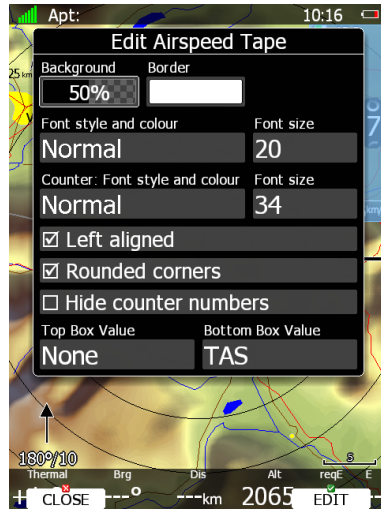 Apt: 10:16
Edit Airspeed Tape
25 km
Background Border
50%
Font style and colour Font size
Normal 20
Counter: Font style and colour Font size
Normal 34
Left aligned
Rounded corners
Hide counter numbers
Top Box Value Bottom Box Value
None TAS
180°/10
5
Thermal Brg Dis Alt reqE E
CLOSE ---° ---km 2065 EDIT